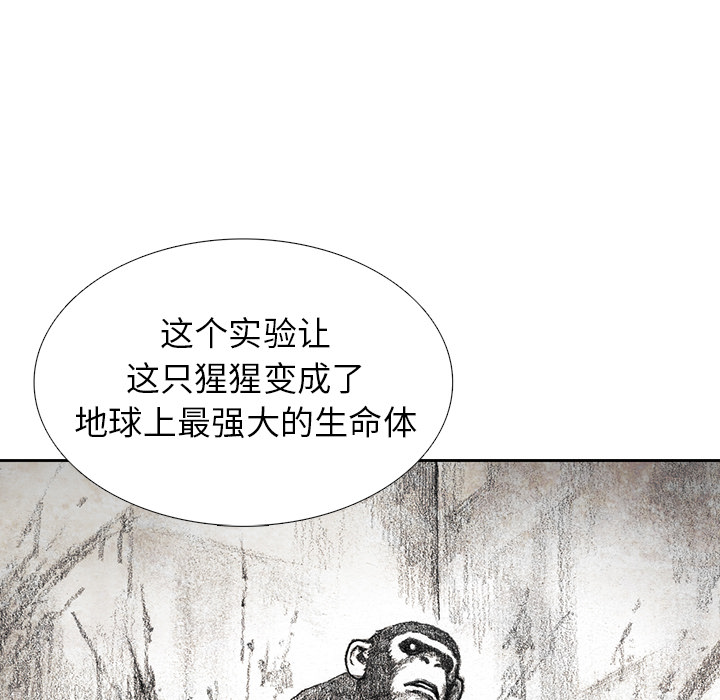 这个实验让
这只猩猩变成了
地球上最强大的生命体